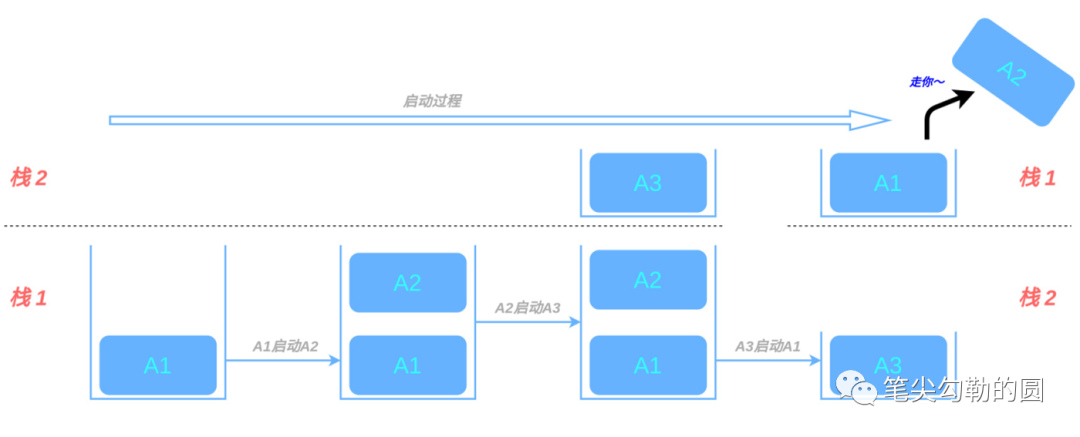 A2
走你～
启动过程
栈 2
A3
A1
栈 1
栈 1
A2
A2
A2启动A3
栈 2
A1
A1启动A2
A1
A1
A3启动A1
A3
笔尖勾勒的圆